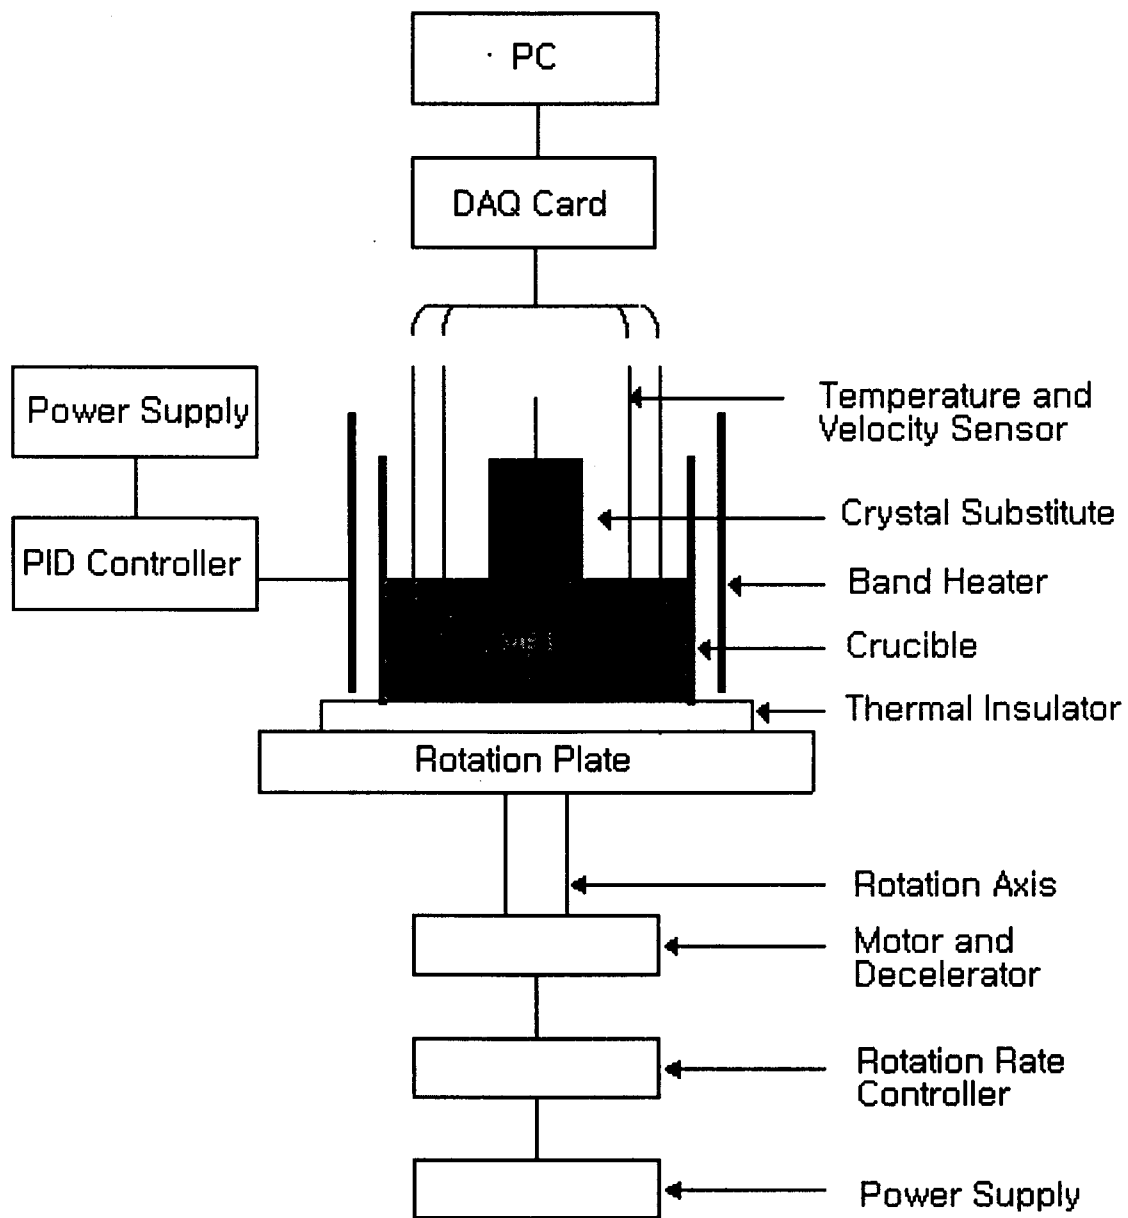 PC
DAQ Card
Power Supply
PID Controller
Temperature and
Velocity Sensor
Crystal Substitute
Band Heater
Crucible
Thermal Insulator
Rotation Plate
Rotation Axis
Motor and
Decelerator
Rotation Rate
Controller
Power Supply